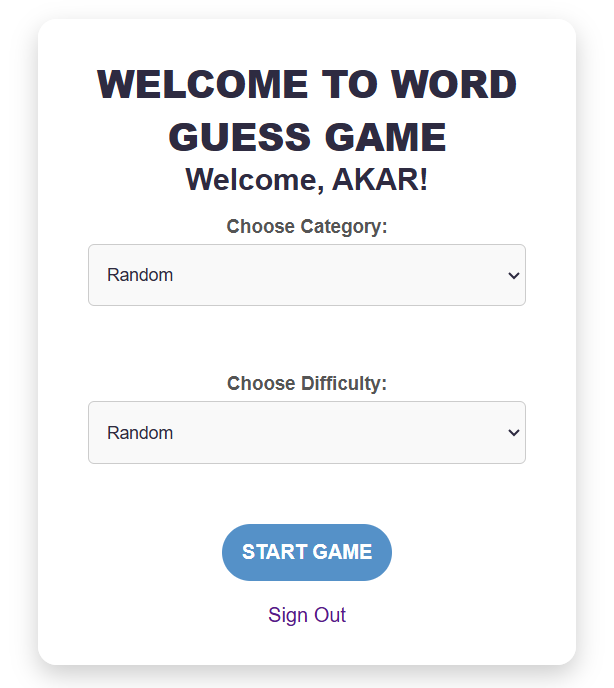 WELCOME TO WORD
GUESS GAME
Welcome, AKAR!
Choose Category:
Random
Choose Difficulty:
Random
START GAME
Sign Out